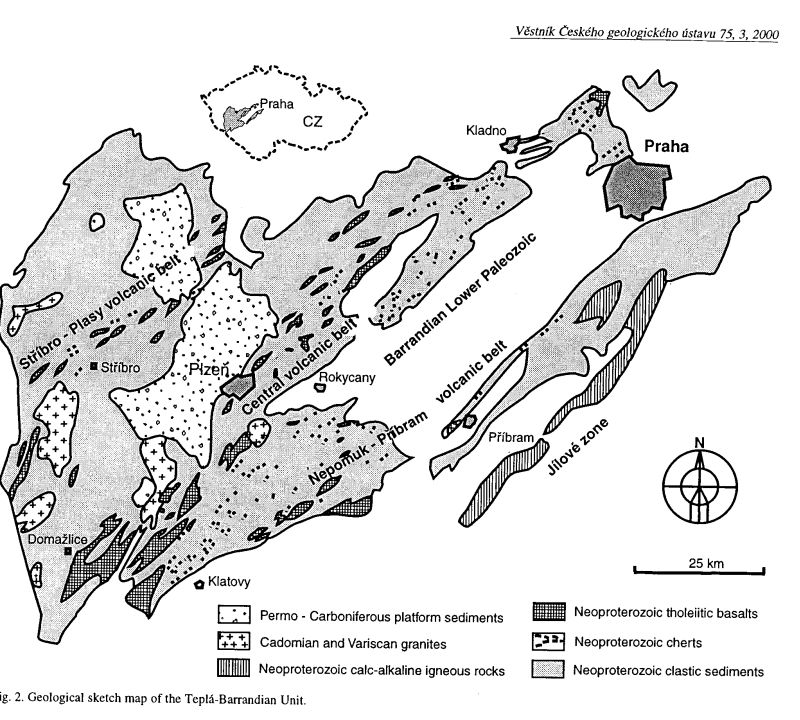 Věstník Českého geologického ústavu 75, 3, 2000
Praha
CZ
Kladno
Praha
Stříbro - Plasy volcanic belt
Stříbro
Plzeň
Central volcanic belt
Barrandian Lower Paleozoic
Rokycany
Nepomuk - Příbram volcanic belt
Příbram
Jílové zone
N
Domažlice
Klatovy
25 km
Permo - Carboniferous platform sediments
Cadomian and Variscan granites
Neoproterozoic calc-alkaline igneous rocks
Neoproterozoic tholeiitic basalts
Neoproterozoic cherts
Neoproterozoic clastic sediments
ig. 2. Geological sketch map of the Teplá-Barrandian Unit.